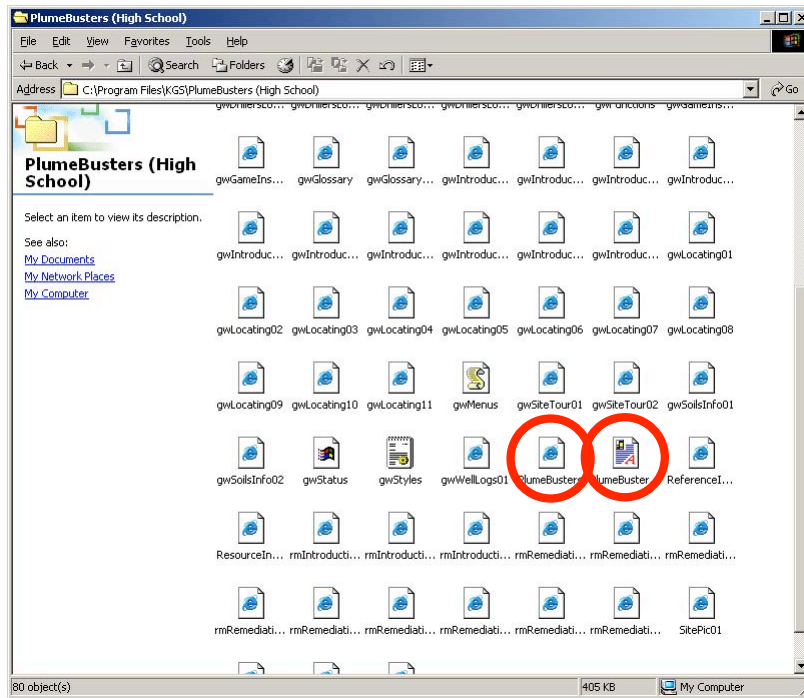 PlumeBusters (High School)
File Edit View Favorites Tools Help
Back Search Folders
Address C:\Program Files\KGS\PlumeBusters (High School) Go
PlumeBusters (High School)
Select an item to view its description.
See also:
My Documents
My Network Places
My Computer
gwGameIns... gwGlossary gwGlossary... gwIntroduc... gwIntroduc... gwIntroduc... gwIntroduc...
gwIntroduc... gwIntroduc... gwIntroduc... gwIntroduc... gwIntroduc... gwIntroduc... gwLocating01
gwLocating02 gwLocating03 gwLocating04 gwLocating05 gwLocating06 gwLocating07 gwLocating08
gwLocating09 gwLocating10 gwLocating11 gwMenus gwSiteTour01 gwSiteTour02 gwSoilsInfo01
gwSoilsInfo02 gwStatus gwStyles gwWellLogs01 PlumeBusters PlumeBuster... ReferenceI...
ResourceIn... rmIntroducti... rmIntroducti... rmIntroducti... rmRemediati... rmRemediati... rmRemediati...
rmRemediati... rmRemediati... rmRemediati... rmRemediati... rmRemediati... rmRemediati... SitePic01
80 object(s) 405 KB My Computer